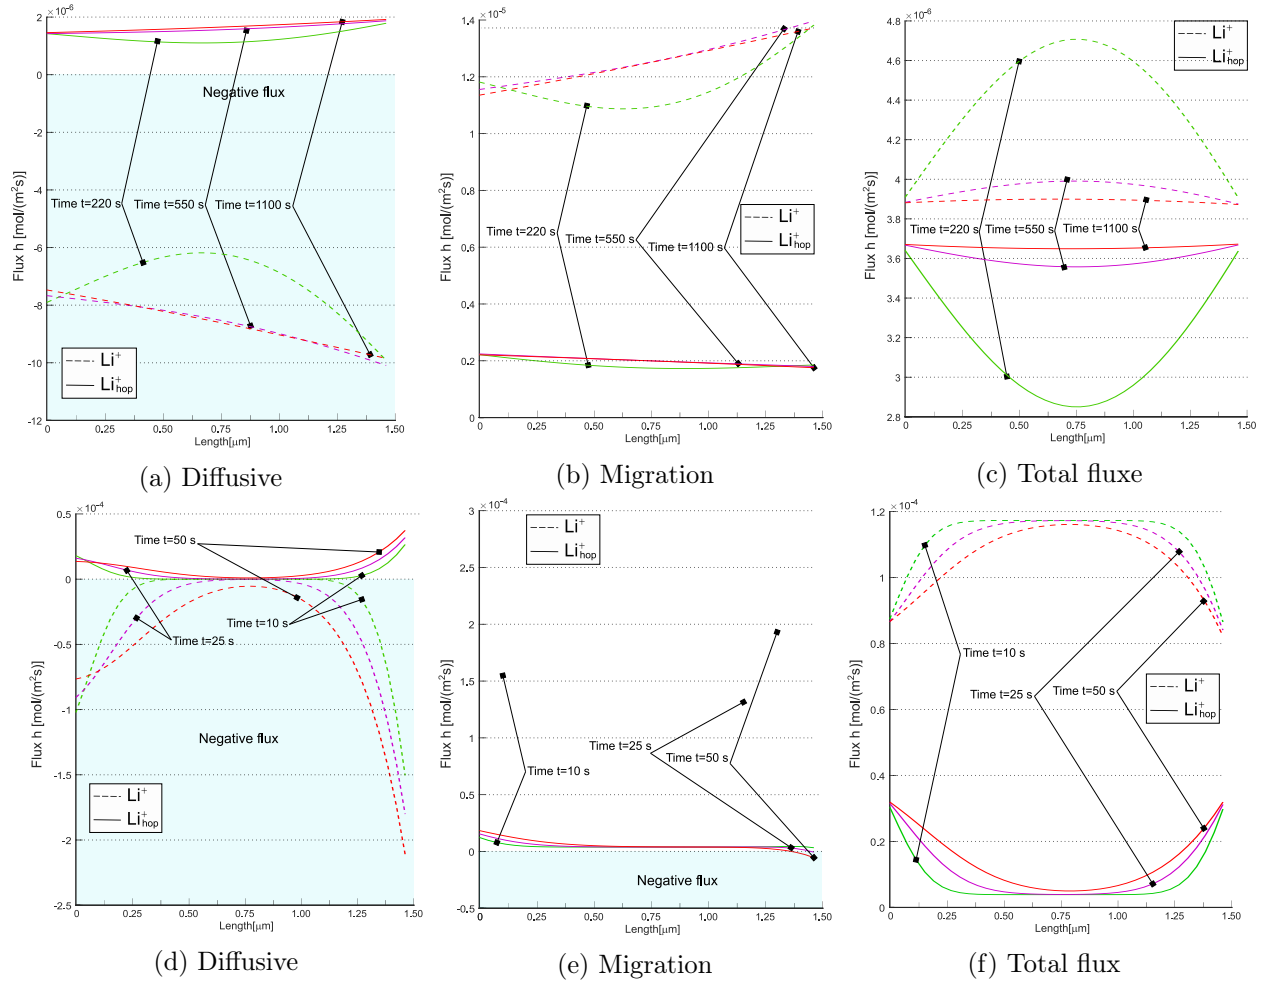 ×10⁻⁶
2
0
-2
-4
-6
-8
-10
-12
Flux h [mol/(m²s)]
Negative flux
Time t=220 s
Time t=550 s
Time t=1100 s
Li⁺
Li⁺hop
0
0.25
0.50
0.75
1.00
1.25
1.50
Length[µm]
(a) Diffusive
×10⁻⁵
1.4
1.2
1
0.8
0.6
0.4
0.2
0
Flux h [mol/(m²s)]
Time t=220 s
Time t=550 s
Time t=1100 s
Li⁺
Li⁺hop
0
0.25
0.50
0.75
1.00
1.25
1.50
Length[µm]
(b) Migration
×10⁻⁶
4.8
4.6
4.4
4.2
4
3.8
3.6
3.4
3.2
3
2.8
Flux h [mol/(m²s)]
Li⁺
Li⁺hop
Time t=220 s
Time t=550 s
Time t=1100 s
0
0.25
0.50
0.75
1.00
1.25
1.50
Length[µm]
(c) Total fluxe
×10⁻⁴
0.5
0
-0.5
-1
-1.5
-2
-2.5
Flux h [mol/(m²s)]
Time t=50 s
Time t=10 s
Time t=25 s
Negative flux
Li⁺
Li⁺hop
0
0.25
0.50
0.75
1.00
1.25
1.50
Length[µm]
(d) Diffusive
×10⁻⁴
3
2.5
2
1.5
1
0.5
0
-0.5
Flux h [mol/(m²s)]
Li⁺
Li⁺hop
Time t=25 s
Time t=50 s
Time t=10 s
Negative flux
0
0.25
0.50
0.75
1.00
1.25
1.50
Length[µm]
(e) Migration
×10⁻⁴
1.2
1
0.8
0.6
0.4
0.2
0
Flux h [mol/(m²s)]
Time t=10 s
Time t=25 s
Time t=50 s
Li⁺
Li⁺hop
0
0.25
0.50
0.75
1.00
1.25
1.50
Length[µm]
(f) Total flux